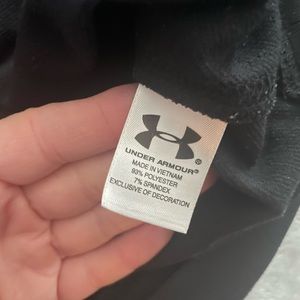 UNDER ARMOUR®
MADE IN VIETNAM
93% POLYESTER
7% SPANDEX
EXCLUSIVE OF DECORATION